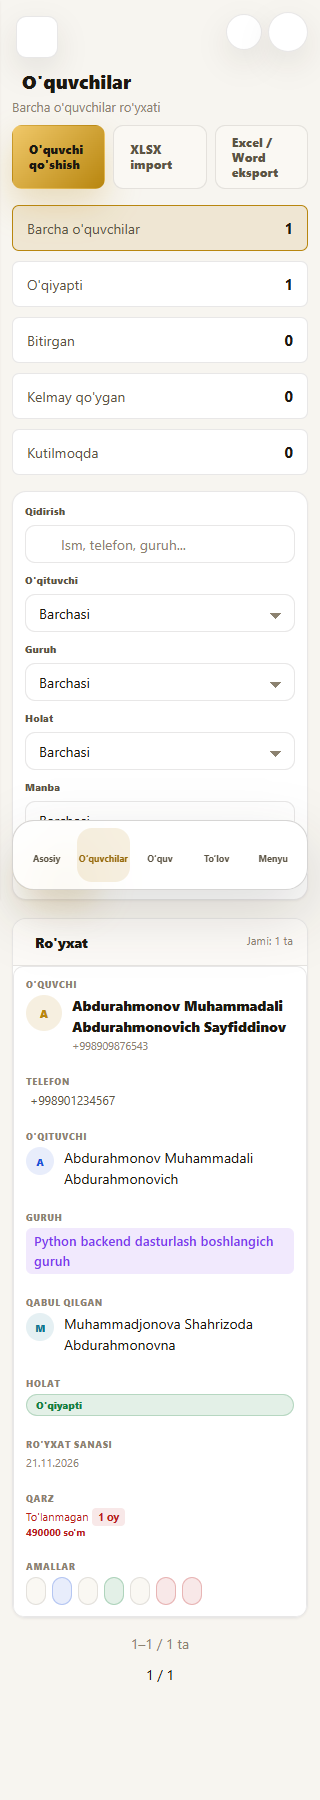 O'quvchilar
Barcha o'quvchilar ro'yxati
O'quvchi
qo'shish
XLSX
import
Excel /
Word
eksport
Barcha o'quvchilar 1
O'qiyapti 1
Bitirgan 0
Kelmay qo'ygan 0
Kutilmoqda 0
Qidirish
Ism, telefon, guruh...
O'qituvchi
Barchasi
Guruh
Barchasi
Holat
Barchasi
Manba
Asosiy O'quvchilar O'quv To'lov Menyu
Ro'yxat Jami: 1 ta
O'QUVCHI
A
Abdurahmonov Muhammadali
Abdurahmonovich Sayfiddinov
+998909876543
TELEFON
+998901234567
O'QITUVCHI
A
Abdurahmonov Muhammadali
Abdurahmonovich
GURUH
Python backend dasturlash boshlangich
guruh
QABUL QILGAN
M
Muhammadjonova Shahrizoda
Abdurahmonovna
HOLAT
O'qiyapti
RO'YXAT SANASI
21.11.2026
QARZ
To'lanmagan 1 oy
490000 so'm
AMALLAR
1–1 / 1 ta
1 / 1